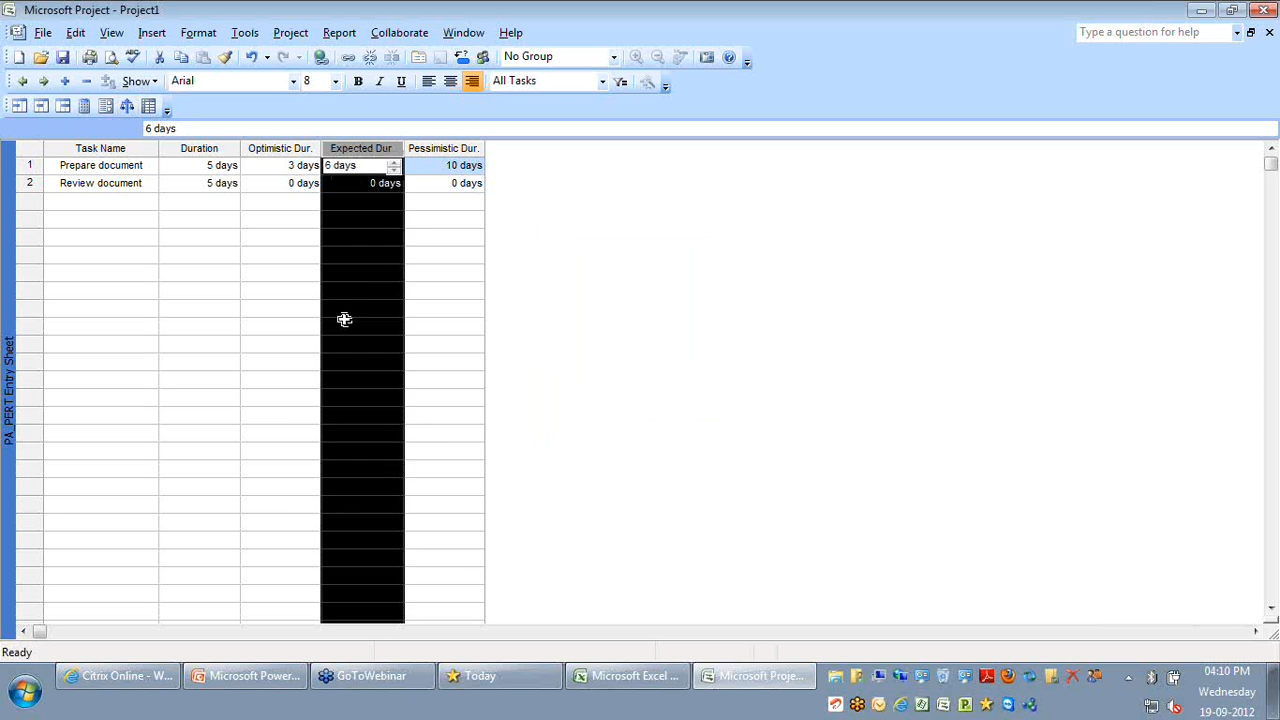 Microsoft Project - Project1
File Edit View Insert Format Tools Project Report Collaborate Window Help Type a question for help
No Group
Show Arial 8 B I U All Tasks
6 days
Task Name Duration Optimistic Dur. Expected Dur Pessimistic Dur.
1 Prepare document 5 days 3 days 6 days 10 days
2 Review document 5 days 0 days 0 days 0 days
PA_PERT Entry Sheet
Ready
Citrix Online - W... Microsoft Power... GoToWebinar Today Microsoft Excel ... Microsoft Proje... 04:10 PM
Wednesday
19-09-2012